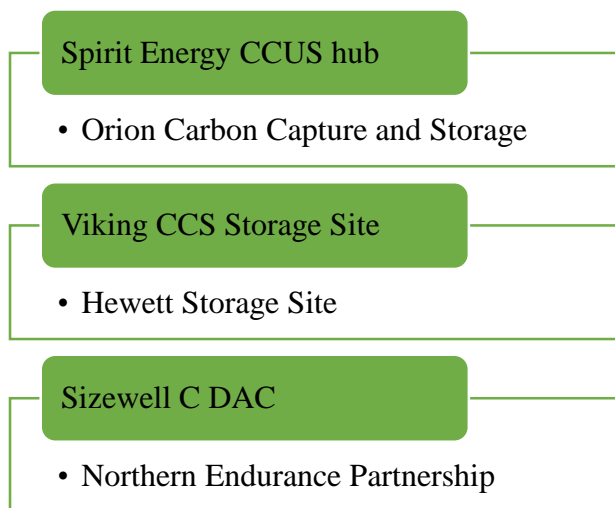 Spirit Energy CCUS hub
• Orion Carbon Capture and Storage
Viking CCS Storage Site
• Hewett Storage Site
Sizewell C DAC
• Northern Endurance Partnership